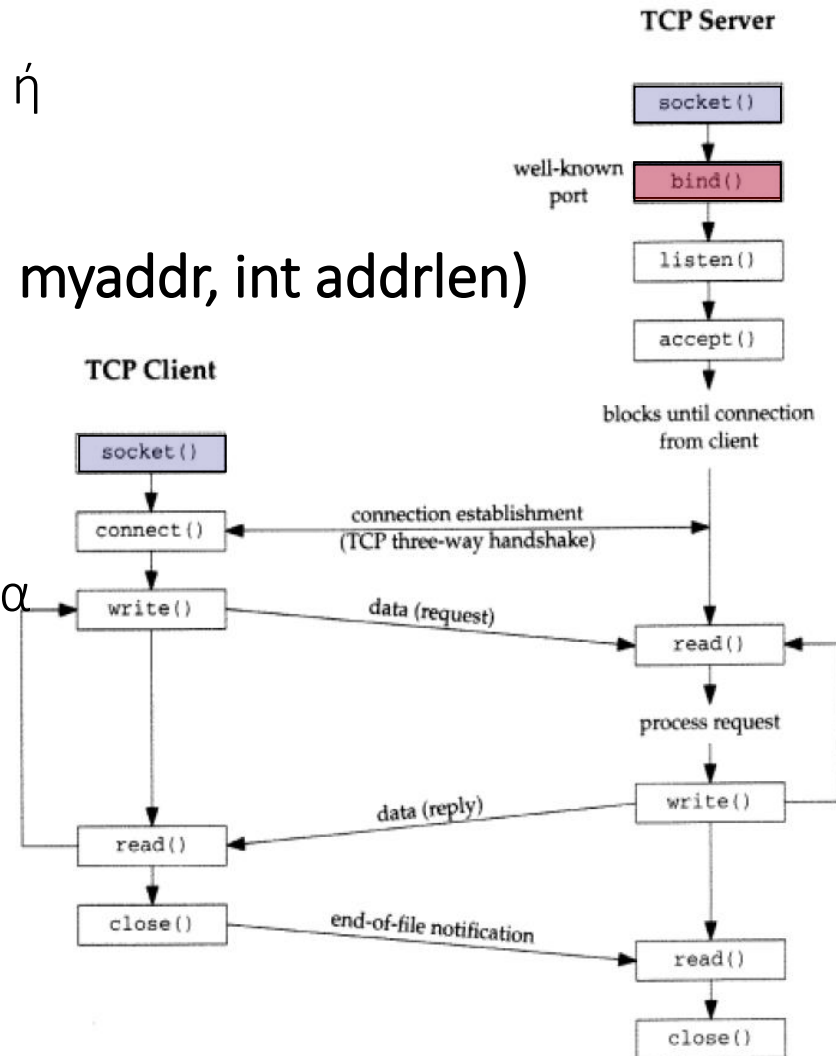 TCP Server
ή
socket()
well-known
port
bind()
myaddr, int addrlen)
listen()
accept()
TCP Client
blocks until connection
from client
socket()
connect()
connection establishment
(TCP three-way handshake)
α
write()
data (request)
read()
process request
write()
data (reply)
read()
close()
end-of-file notification
read()
close()